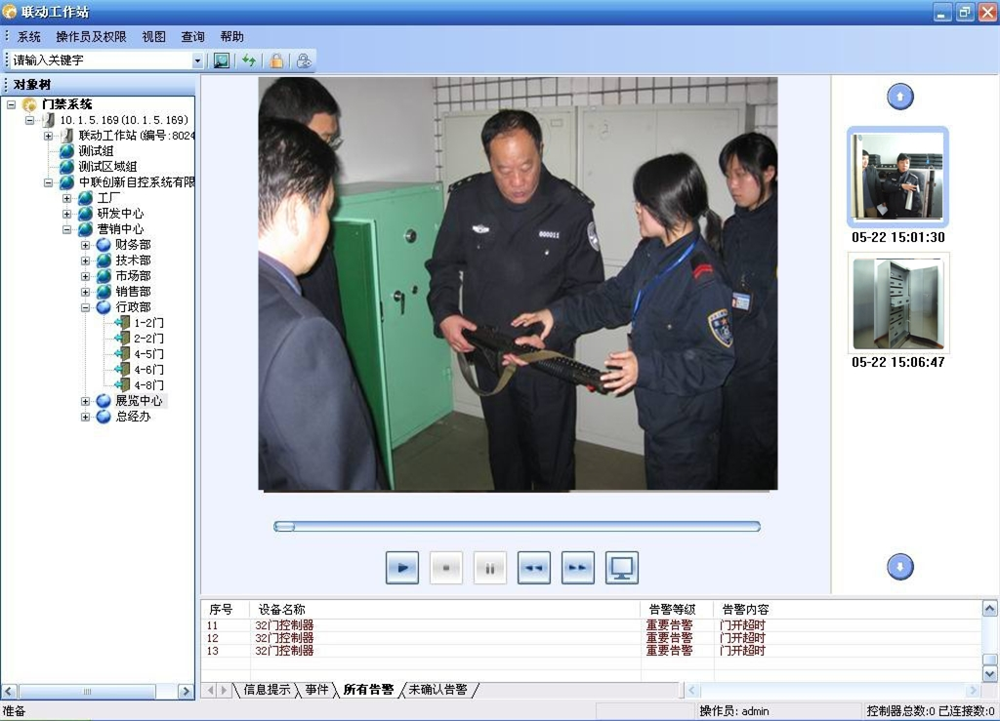 联动工作站
系统 操作员及权限 视图 查询 帮助
请输入关键字
对象树
门禁系统
10.1.5.169(10.1.5.169)
联动工作站(编号:8024
测试组
测试区域组
中联创新自控系统有限
工厂
研发中心
营销中心
财务部
技术部
市场部
销售部
行政部
1-2门
2-2门
4-5门
4-6门
4-8门
展览中心
总经办
000011
05-22 15:01:30
05-22 15:06:47
序号 设备名称 告警等级 告警内容
11 32门控制器 重要告警 门开超时
12 32门控制器 重要告警 门开超时
13 32门控制器 重要告警 门开超时
信息提示 事件 所有告警 未确认告警
准备 操作员: admin 控制器总数:0 已连接数:0